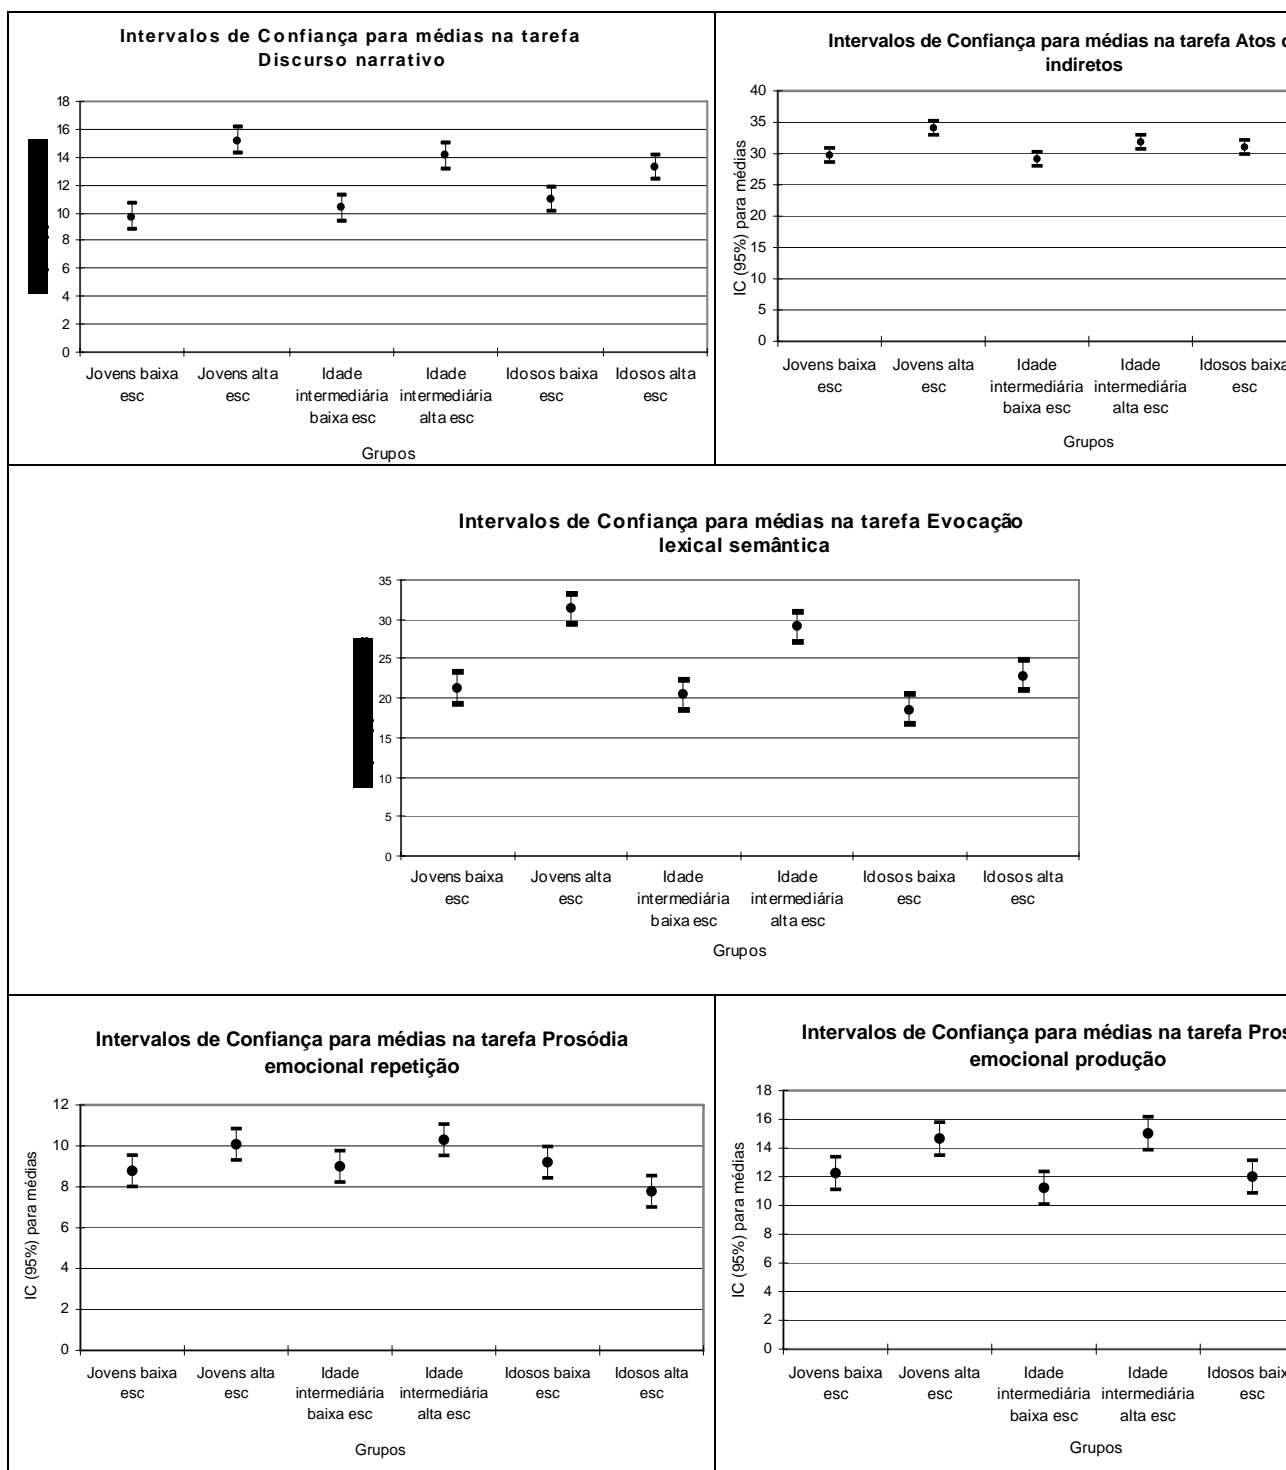 Intervalos de Confiança para médias na tarefa
Discurso narrativo
18
16
14
12
10
8
6
4
2
0
Jovens baixa esc
Jovens alta esc
Idade intermediária baixa esc
Idade intermediária alta esc
Idosos baixa esc
Idosos alta esc
Grupos
Intervalos de Confiança para médias na tarefa Atos
indiretos
IC (95%) para médias
40
35
30
25
20
15
10
5
0
Jovens baixa esc
Jovens alta esc
Idade intermediária baixa esc
Idade intermediária alta esc
Idosos baixa esc
Grupos
Intervalos de Confiança para médias na tarefa Evocação
lexical semântica
35
30
25
20
15
10
5
0
Jovens baixa esc
Jovens alta esc
Idade intermediária baixa esc
Idade intermediária alta esc
Idosos baixa esc
Idosos alta esc
Grupos
Intervalos de Confiança para médias na tarefa Prosódia
emocional repetição
IC (95%) para médias
12
10
8
6
4
2
0
Jovens baixa esc
Jovens alta esc
Idade intermediária baixa esc
Idade intermediária alta esc
Idosos baixa esc
Idosos alta esc
Grupos
Intervalos de Confiança para médias na tarefa Pros
emocional produção
IC (95%) para médias
18
16
14
12
10
8
6
4
2
0
Jovens baixa esc
Jovens alta esc
Idade intermediária baixa esc
Idade intermediária alta esc
Idosos baix esc
Grupos